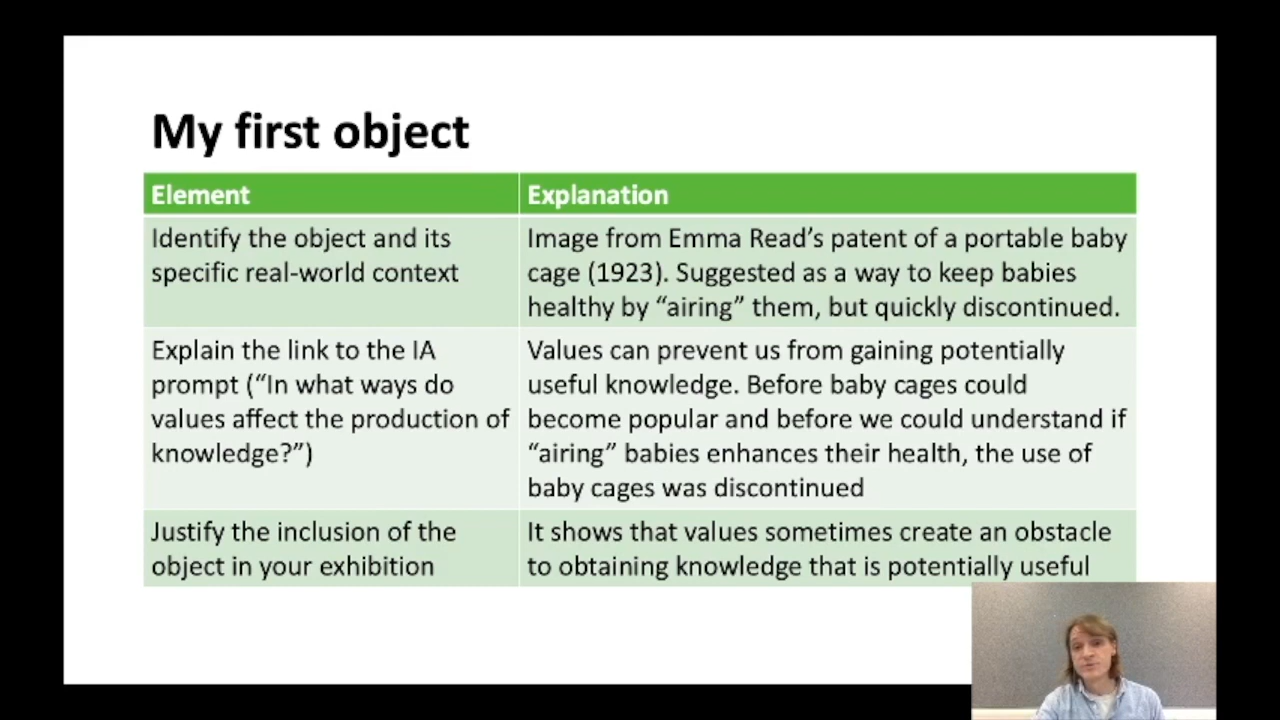 My first object
Element
Explanation
Identify the object and its
specific real-world context
Image from Emma Read’s patent of a portable baby
cage (1923). Suggested as a way to keep babies
healthy by “airing” them, but quickly discontinued.
Explain the link to the IA
prompt (“In what ways do
values affect the production of
knowledge?”)
Values can prevent us from gaining potentially
useful knowledge. Before baby cages could
become popular and before we could understand if
“airing” babies enhances their health, the use of
baby cages was discontinued
Justify the inclusion of the
object in your exhibition
It shows that values sometimes create an obstacle
to obtaining knowledge that is potentially useful